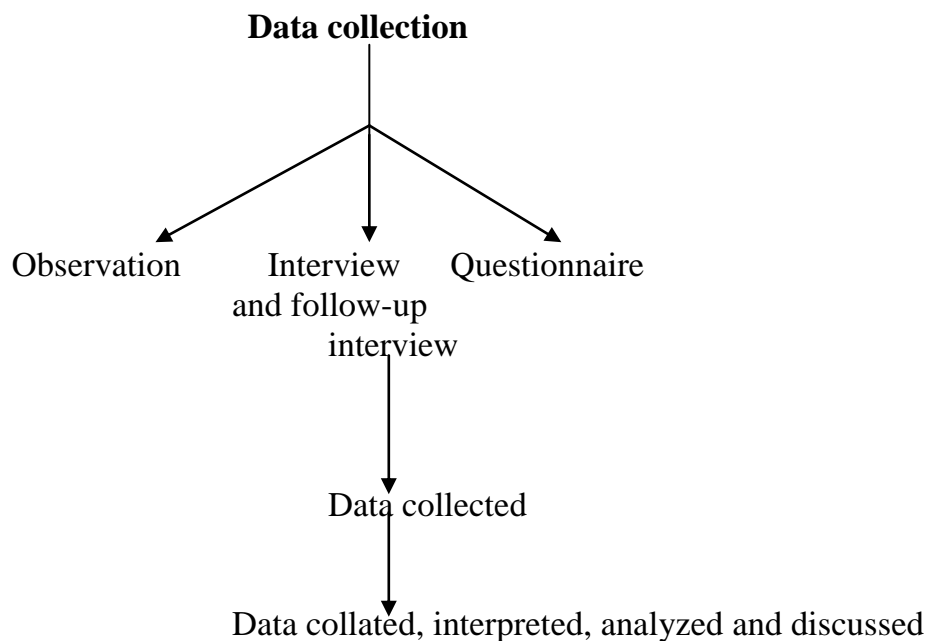 Data collection
Observation Interview Questionnaire
and follow-up
interview
Data collected
Data collated, interpreted, analyzed and discussed